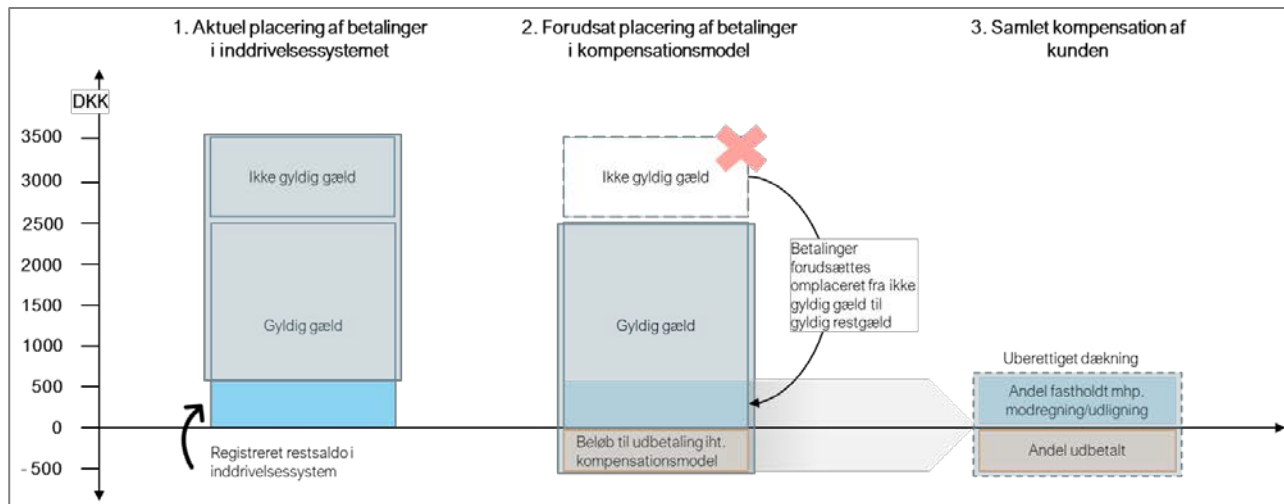 1. Aktuel placering af betalinger
i inddrivelsessystemet
2. Forudsat placering af betalinger
i kompensationsmodel
3. Samlet kompensation af
kunden
DKK
3500
3000
2500
2000
1500
1000
500
0
- 500
Ikke gyldig gæld
Gyldig gæld
Registreret restsaldo i
inddrivelsessystem
Ikke gyldig gæld
Gyldig gæld
Beløb til udbetaling iht.
kompensationsmodel
Betalinger
forudsættes
omplaceret fra ikke
gyldig gæld til
gyldig restgæld
Uberettiget dækning
Andel fastholdt mhp.
modregning/udligning
Andel udbetalt